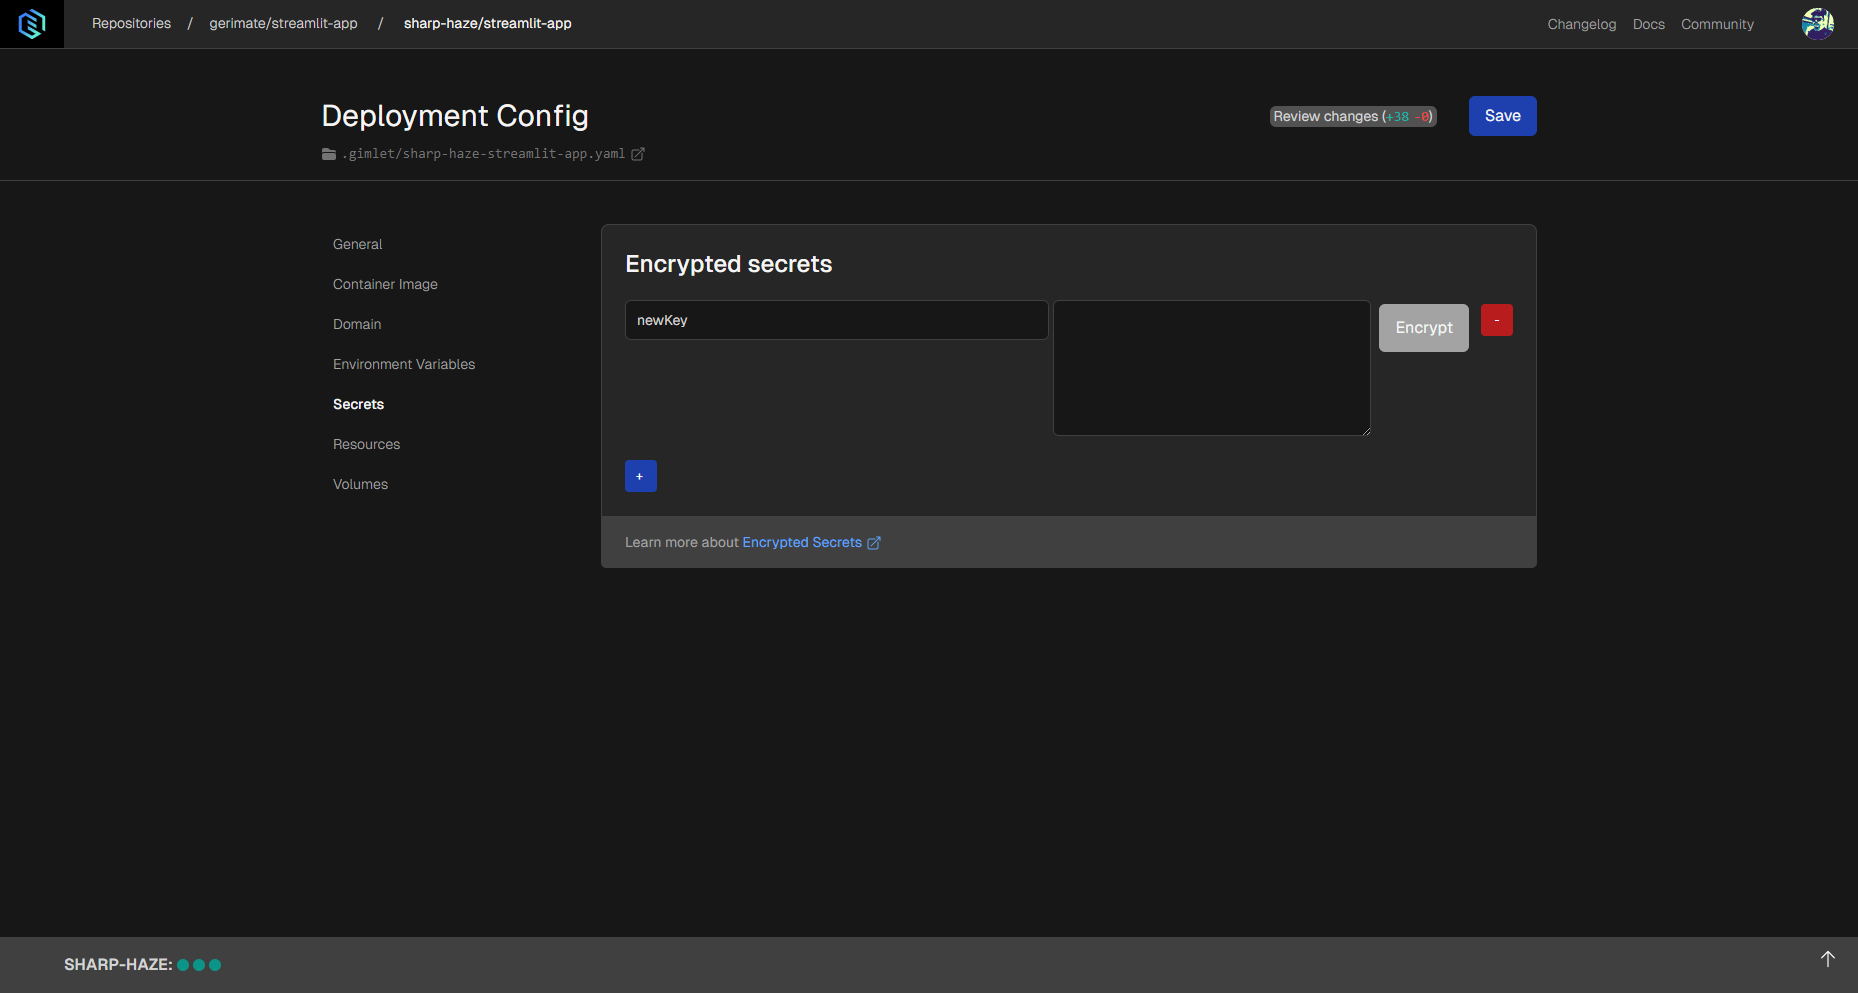 Repositories / gerimate/streamlit-app / sharp-haze/streamlit-app Changelog Docs Community
Deployment Config
Review changes (+38 -0) Save
.gimlet/sharp-haze-streamlit-app.yaml
General
Container Image
Domain
Environment Variables
Secrets
Resources
Volumes
Encrypted secrets
newKey Encrypt -
+
Learn more about Encrypted Secrets
SHARP-HAZE: